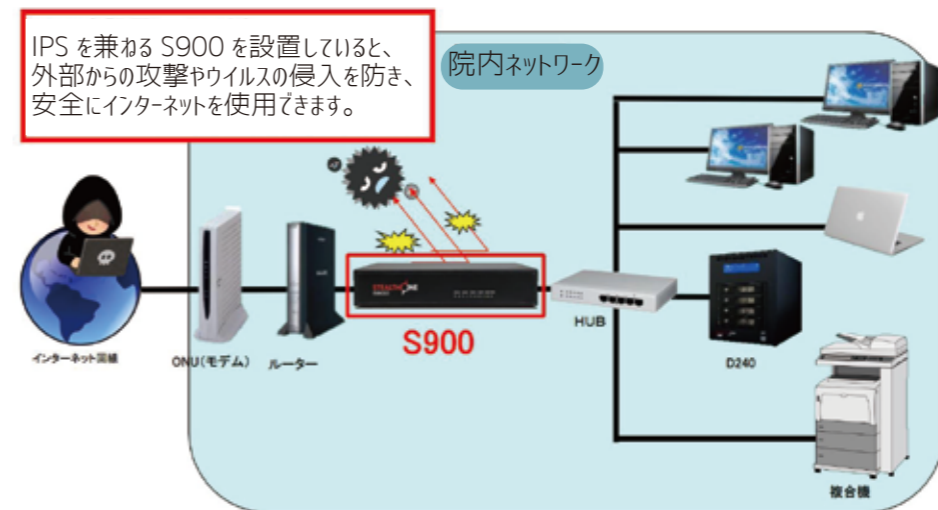 IPS を兼ねる S900 を設置していると、
外部からの攻撃やウイルスの侵入を防き、
安全にインターネットを使用できます。
院内ネットワーク
STEALTHONE
S900
HUB
インターネット回線
ONU(モデム)
ルーター
D240
複合機